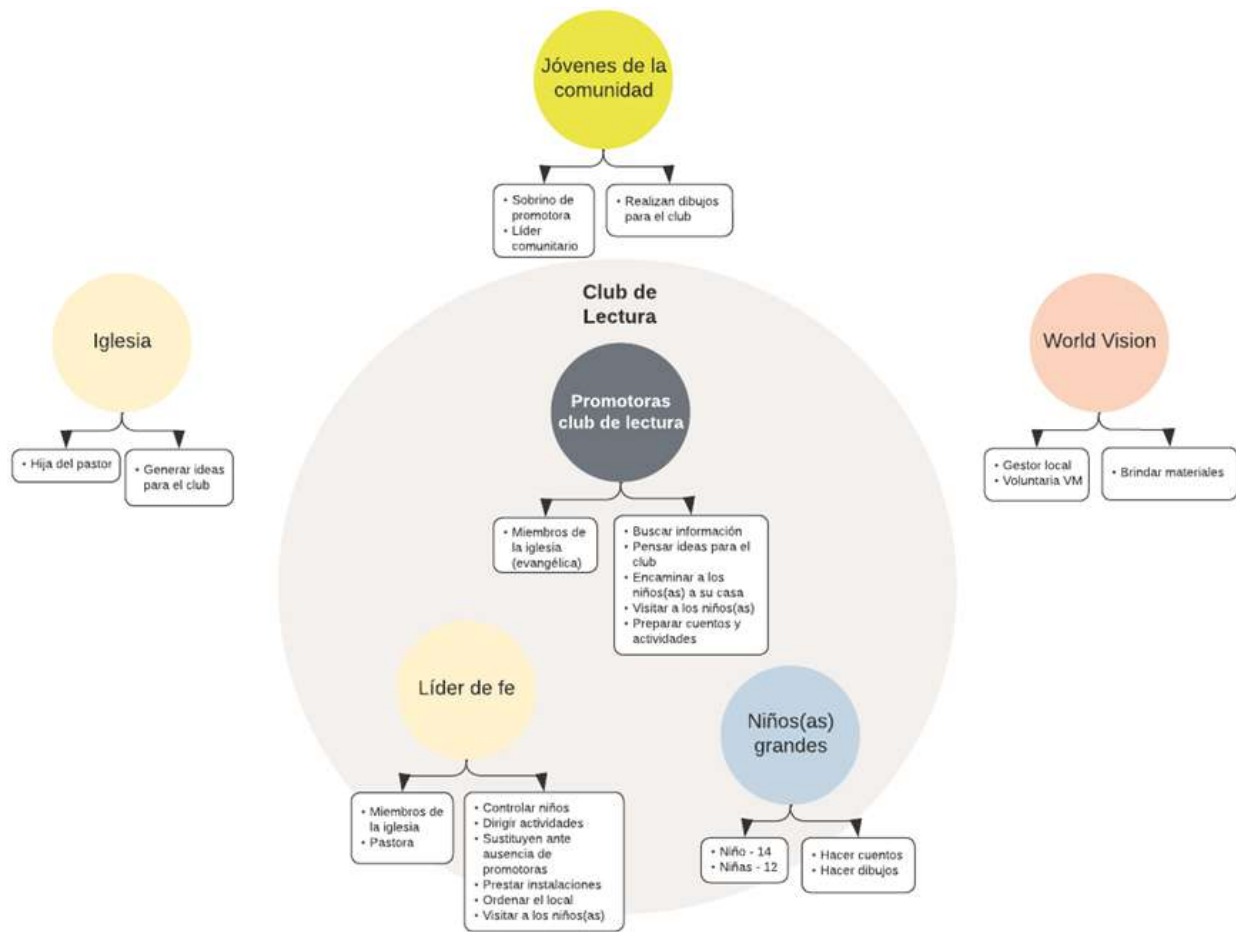 Jóvenes de la
comunidad
• Sobrino de
promotora
• Líder
comunitario
• Realizan dibujos
para el club
Club de
Lectura
Iglesia
• Hija del pastor
• Generar ideas
para el club
World Vision
• Gestor local
• Voluntaria VM
• Brindar materiales
Promotoras
club de lectura
• Miembros de
la iglesia
(evangélica)
• Buscar información
• Pensar ideas para el
club
• Encaminar a los
niños(as) a su casa
• Visitar a los niños(as)
• Preparar cuentos y
actividades
Líder de fe
• Miembros de
la iglesia
• Pastora
• Controlar niños
• Dirigir actividades
• Sustituyen ante
ausencia de
promotoras
• Prestar instalaciones
• Ordenar el local
• Visitar a los niños(as)
Niños(as)
grandes
• Niño - 14
• Niñas - 12
• Hacer cuentos
• Hacer dibujos